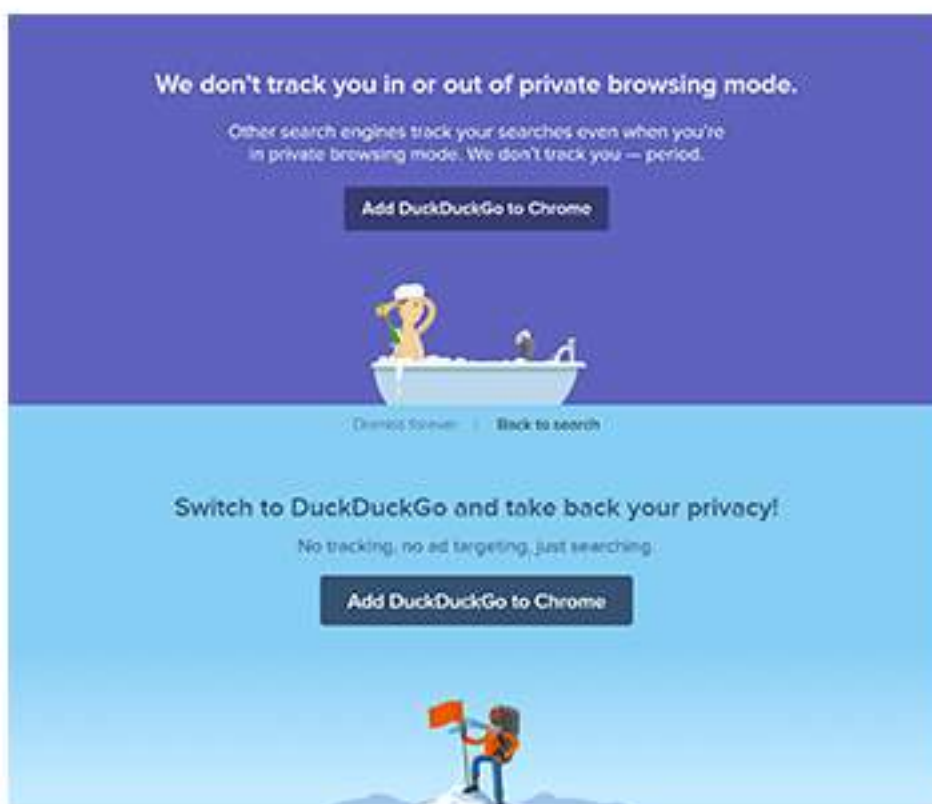 We don't track you in or out of private browsing mode.
Other search engines track your searches even when you're
in private browsing mode. We don't track you — period.
Add DuckDuckGo to Chrome
Dismiss forever | Back to search
Switch to DuckDuckGo and take back your privacy!
No tracking, no ad targeting, just searching.
Add DuckDuckGo to Chrome